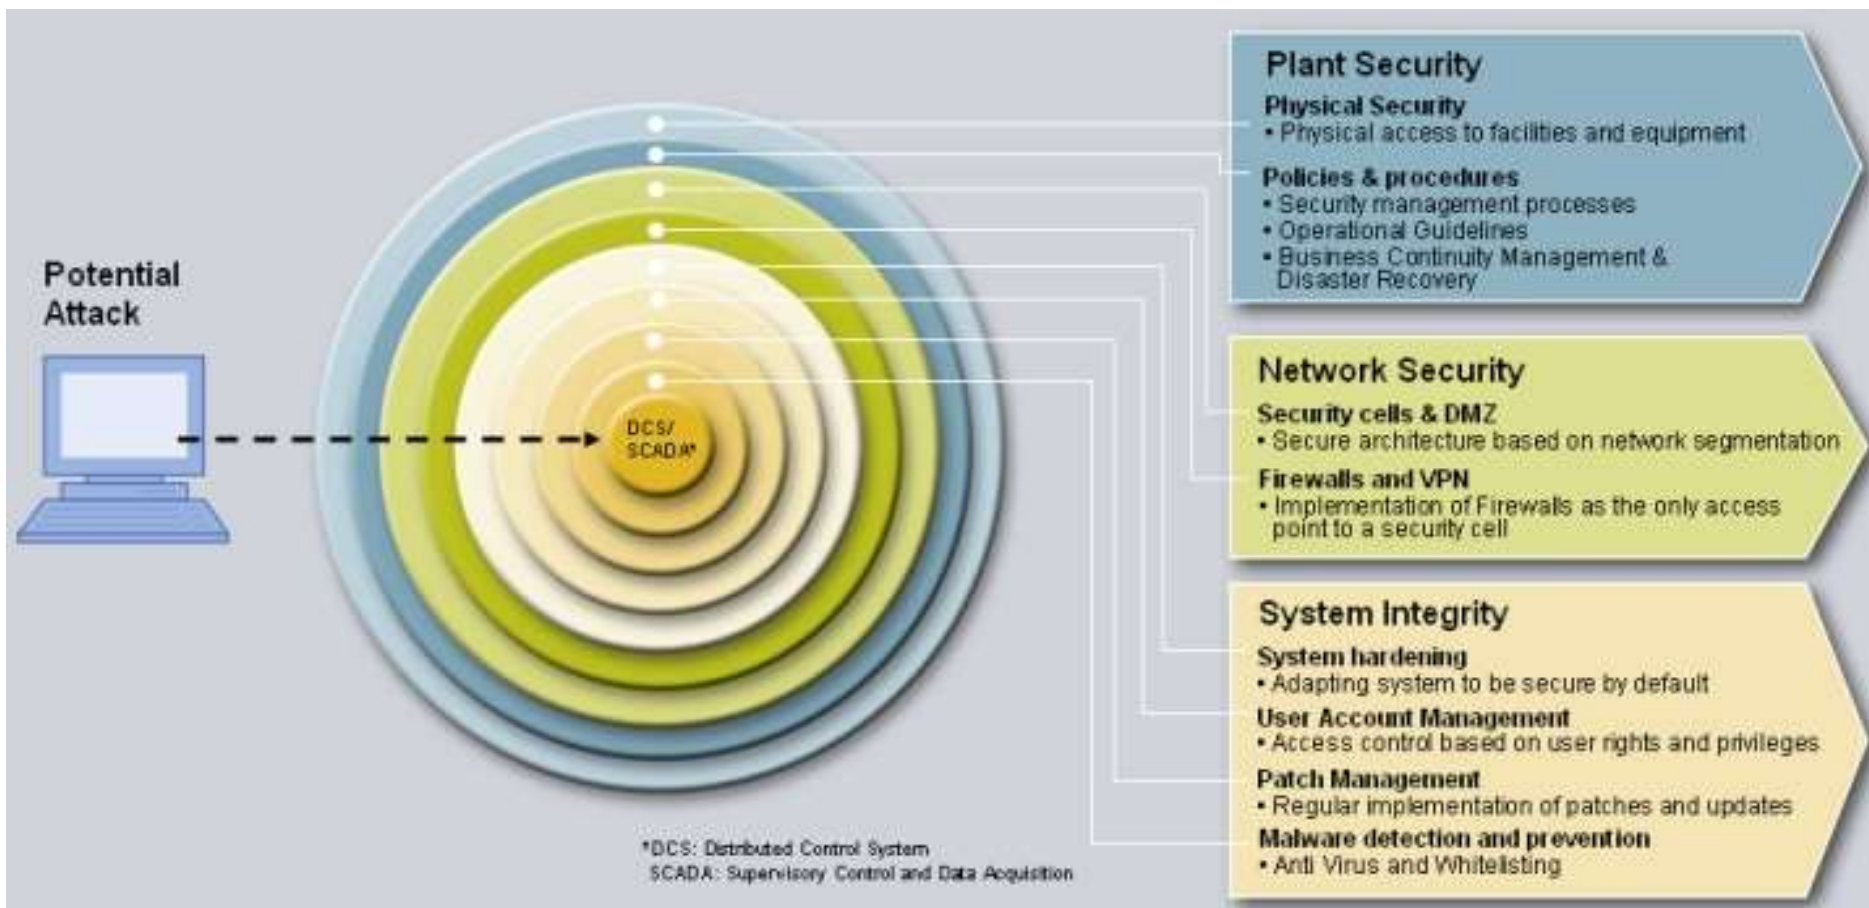 Potential
Attack
DCS/
SCADA*
*DCS: Distributed Control System
SCADA: Supervisory Control and Data Acquisition
Plant Security
Physical Security
• Physical access to facilities and equipment
Policies & procedures
• Security management processes
• Operational Guidelines
• Business Continuity Management &
Disaster Recovery
Network Security
Security cells & DMZ
• Secure architecture based on network segmentation
Firewalls and VPN
• Implementation of Firewalls as the only access
point to a security cell
System Integrity
System hardening
• Adapting system to be secure by default
User Account Management
• Access control based on user rights and privileges
Patch Management
• Regular implementation of patches and updates
Malware detection and prevention
• Anti Virus and Whitelisting